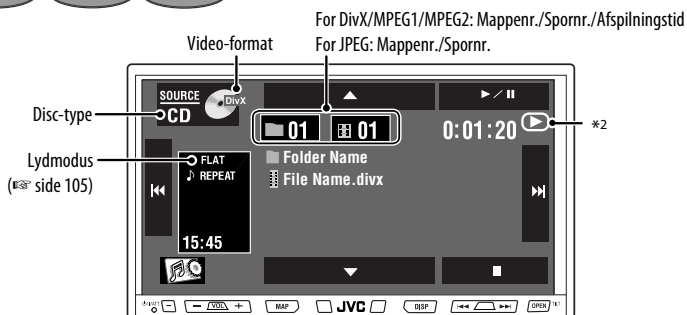 For DivX/MPEG1/MPEG2: Mappenr./Spornr./Afspilningstid
For JPEG: Mappenr./Spornr.
Video-format
Disc-type
Lydmodus
(☞ side 105)
SOURCE
CD
DivX
01 01 0:01:20
*2
FLAT
REPEAT
Folder Name
File Name.divx
15:45
ATT − VOL + MAP JVC DISP OPEN TILT